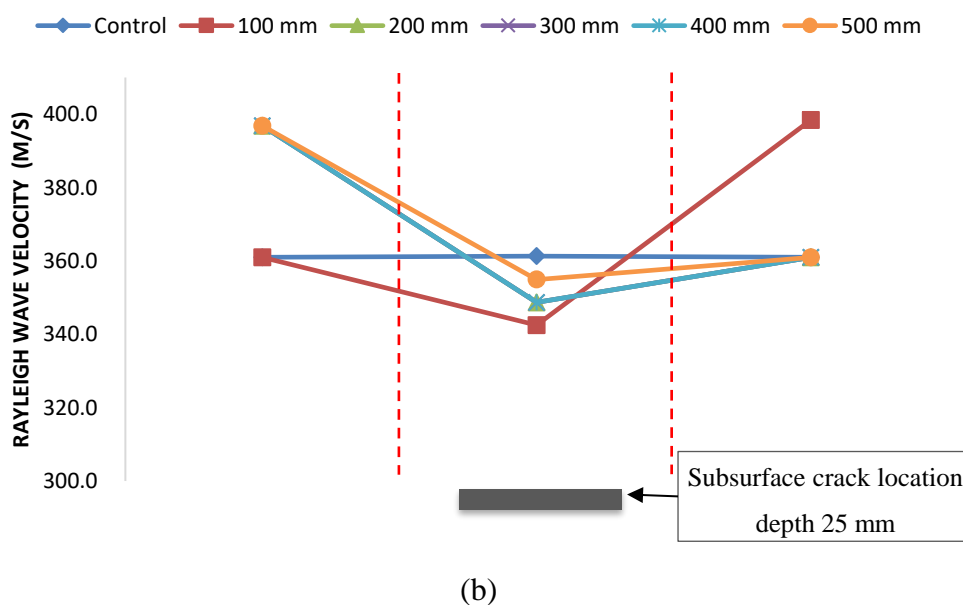 Control 100 mm 200 mm 300 mm 400 mm 500 mm
RAYLEIGH WAVE VELOCITY (M/S)
400.0
380.0
360.0
340.0
320.0
300.0
Subsurface crack location
depth 25 mm
(b)